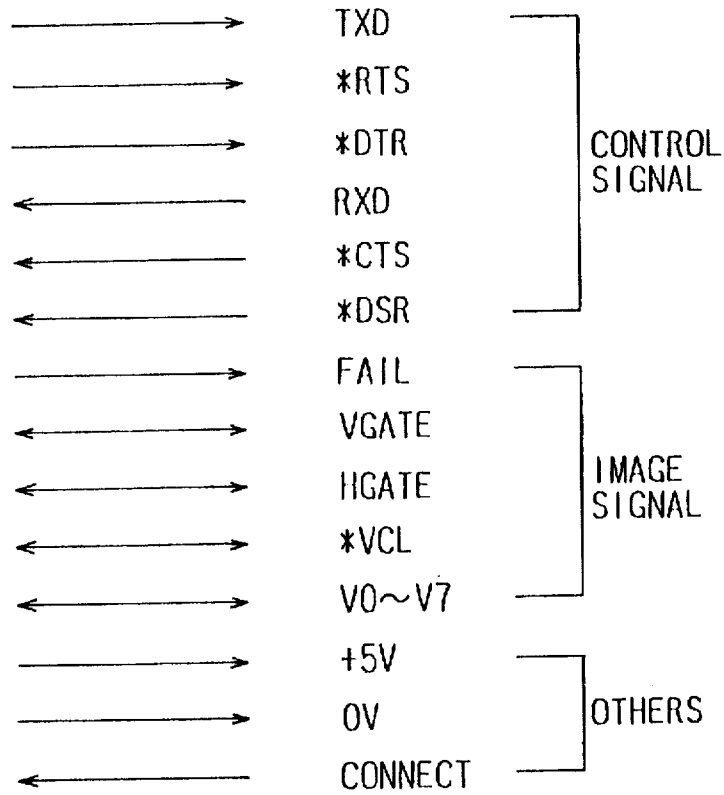 TXD
*RTS
*DTR
RXD
*CTS
*DSR
CONTROL
SIGNAL
FAIL
VGATE
HGATE
*VCL
V0~V7
IMAGE
SIGNAL
+5V
0V
CONNECT
OTHERS